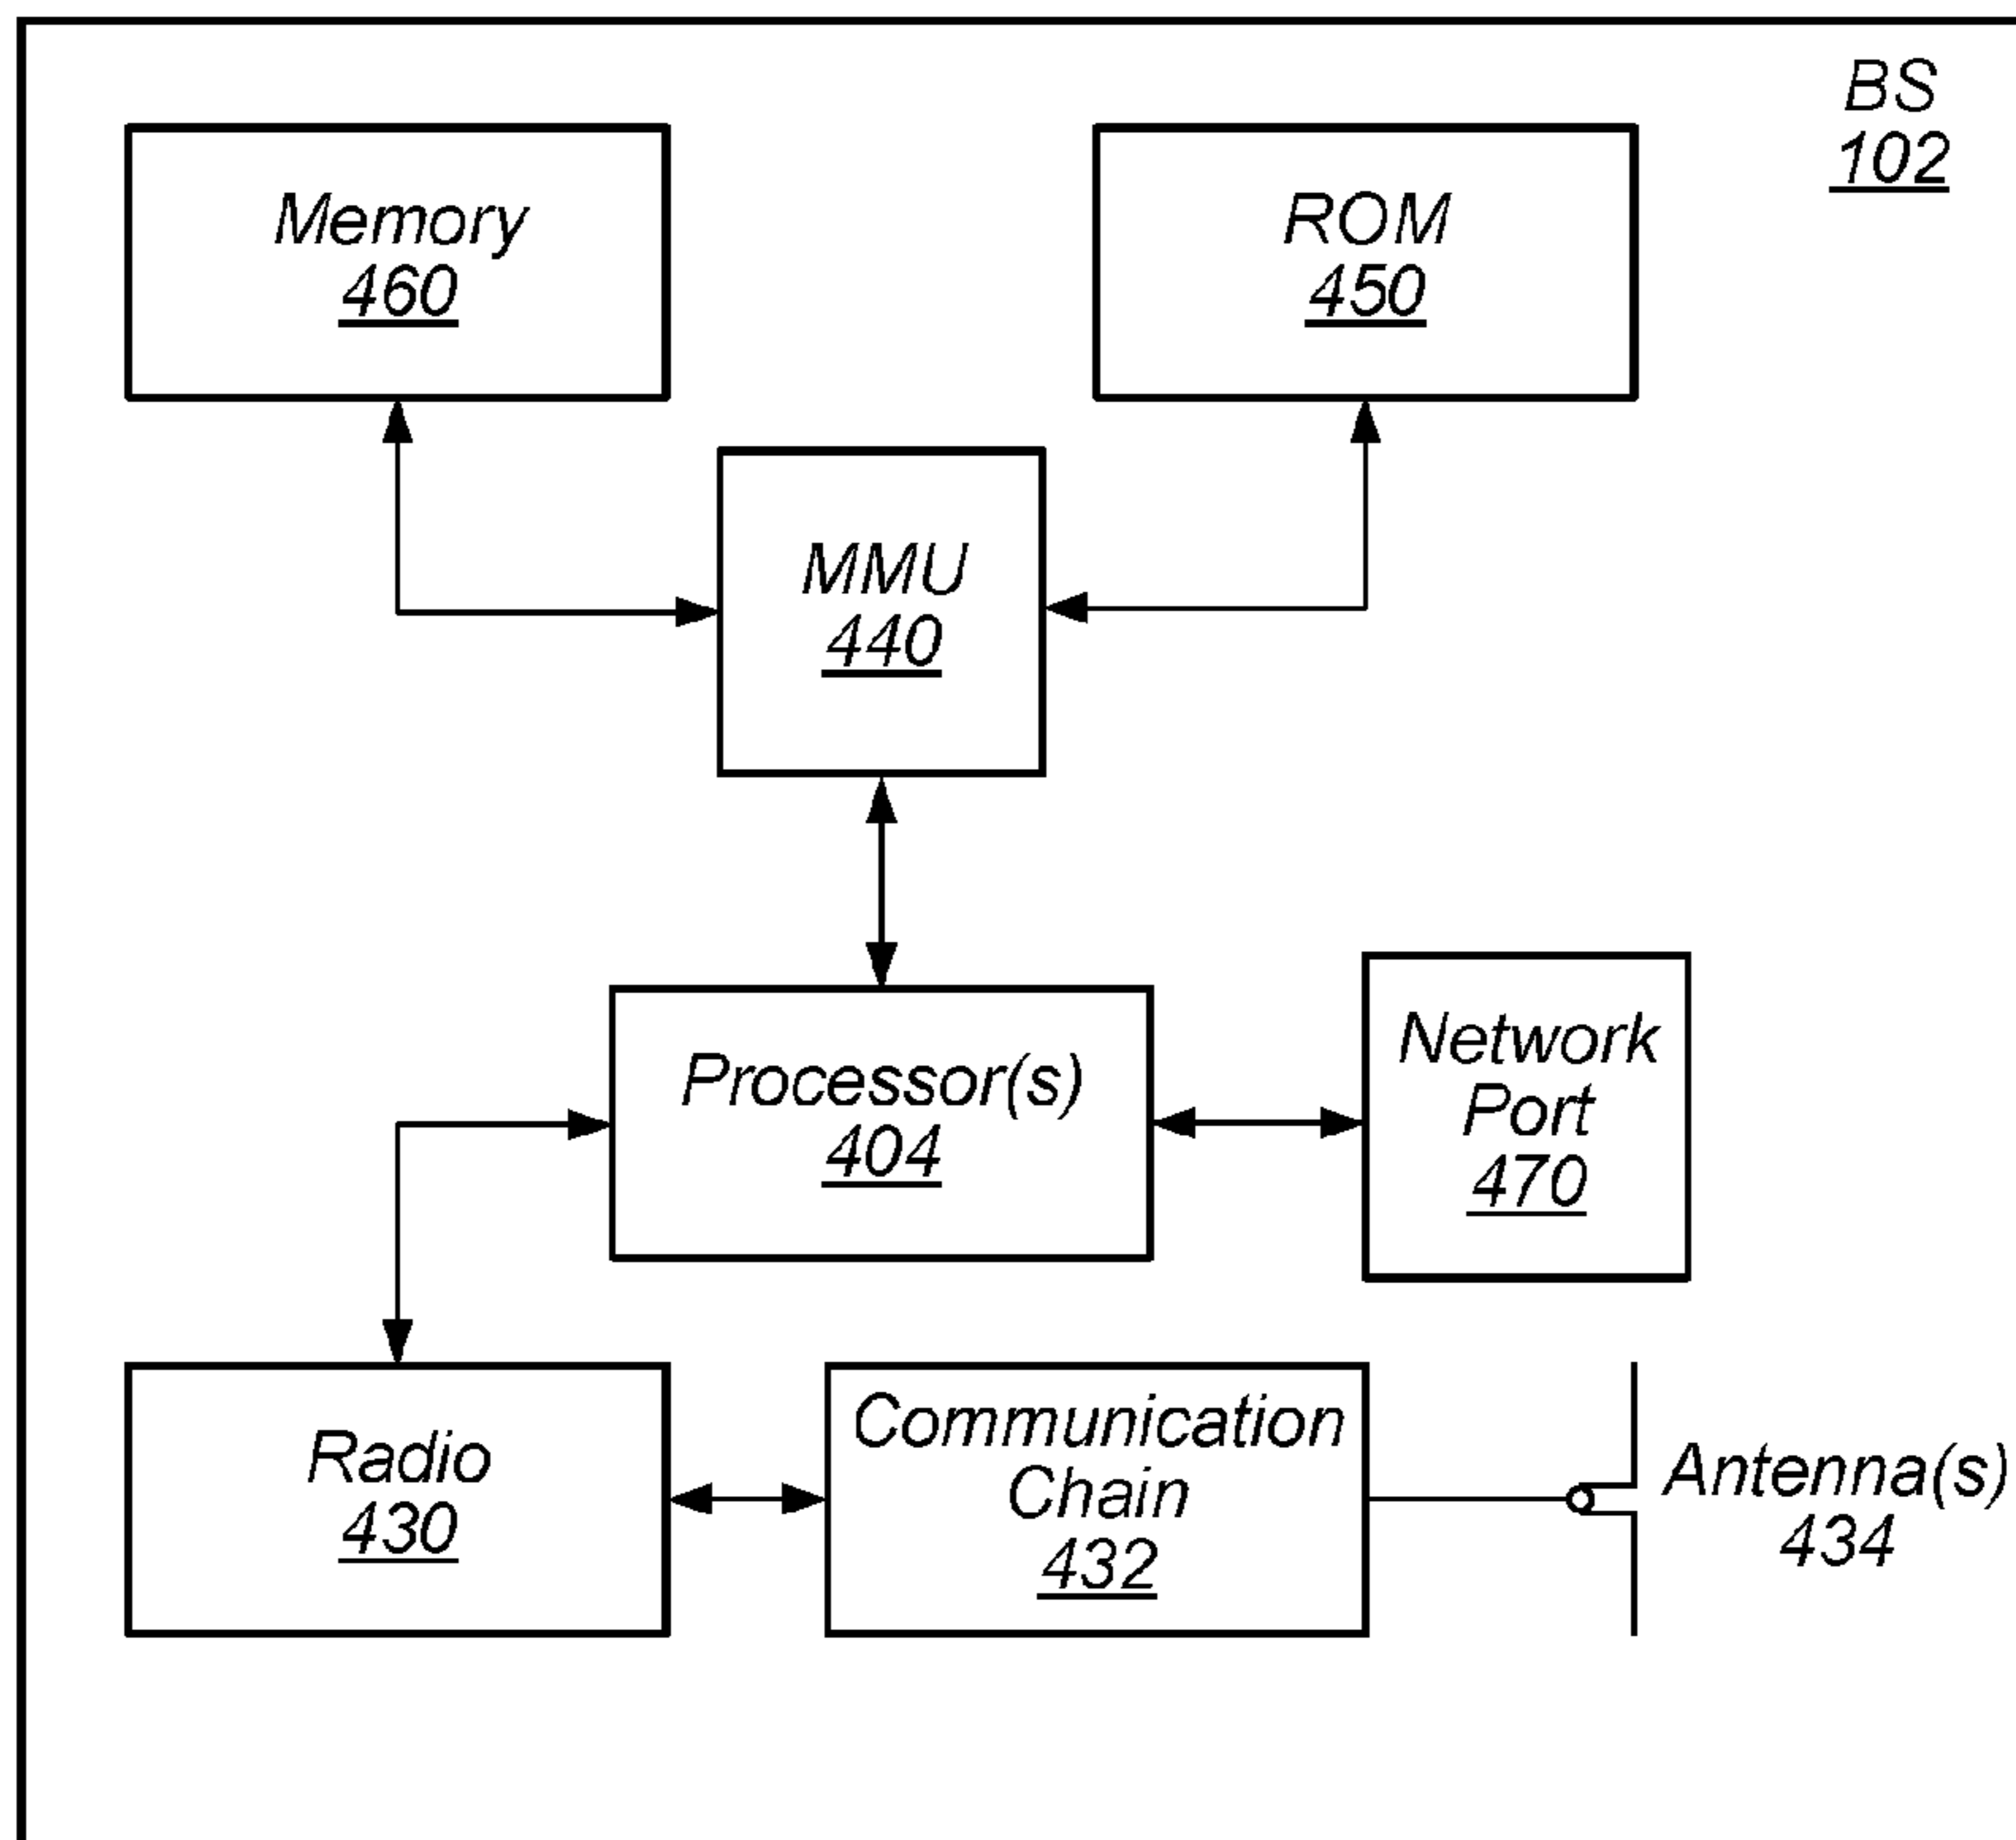 BS
102
Memory
460
ROM
450
MMU
440
Processor(s)
404
Network
Port
470
Radio
430
Communication
Chain
432
Antenna(s)
434